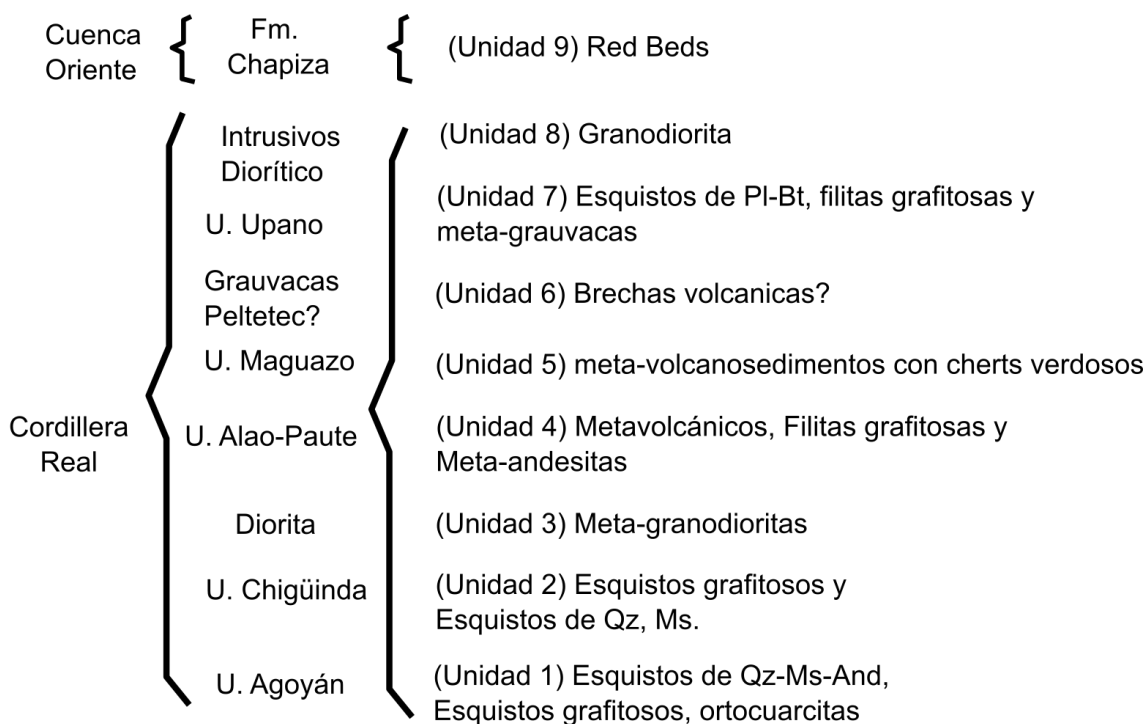 Cuenca
Oriente
Fm.
Chapiza
(Unidad 9) Red Beds
Cordillera
Real
Intrusivos
Diorítico
(Unidad 8) Granodiorita
U. Upano
(Unidad 7) Esquistos de Pl-Bt, filitas grafitosas y
meta-grauvacas
Grauvacas
Peltetec?
(Unidad 6) Brechas volcanicas?
U. Maguazo
(Unidad 5) meta-volcanosedimentos con cherts verdosos
U. Alao-Paute
(Unidad 4) Metavolcánicos, Filitas grafitosas y
Meta-andesitas
Diorita
(Unidad 3) Meta-granodioritas
U. Chigüinda
(Unidad 2) Esquistos grafitosos y
Esquistos de Qz, Ms.
U. Agoyán
(Unidad 1) Esquistos de Qz-Ms-And,
Esquistos grafitosos, ortocuarcitas